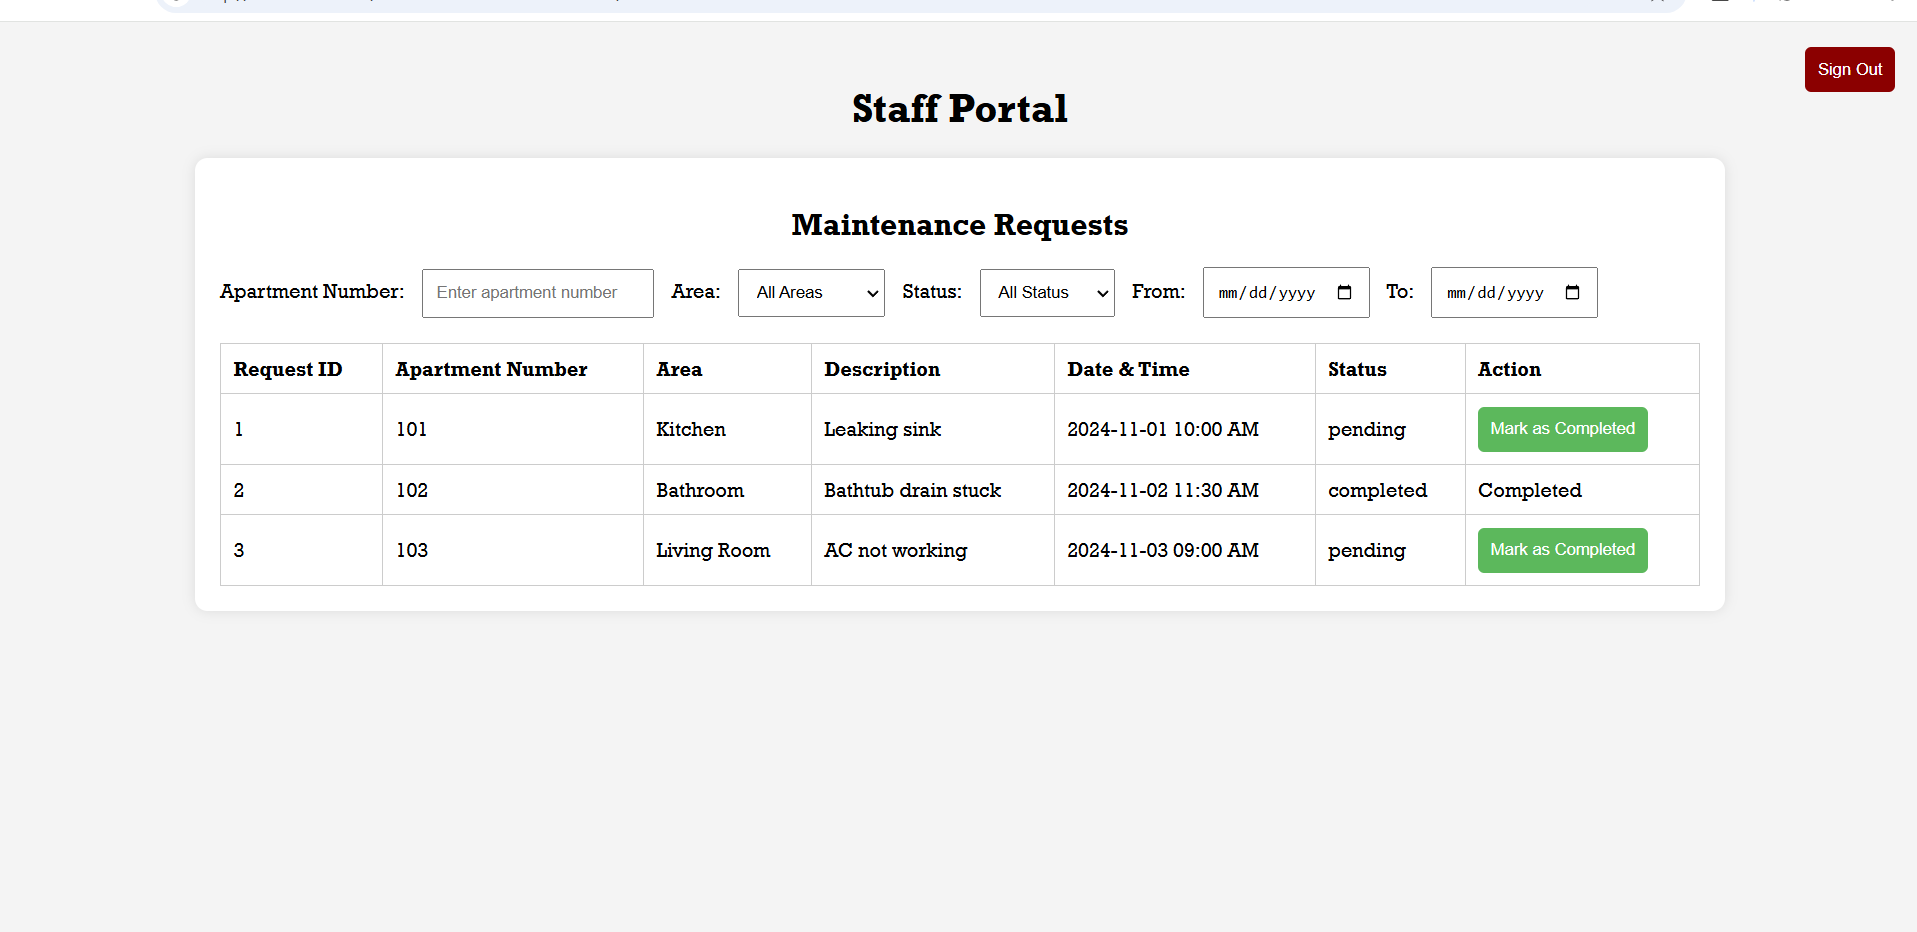 Sign Out
Staff Portal
Maintenance Requests
Apartment Number: Enter apartment number Area: All Areas Status: All Status From: mm/dd/yyyy To: mm/dd/yyyy
Request ID Apartment Number Area Description Date & Time Status Action
1 101 Kitchen Leaking sink 2024-11-01 10:00 AM pending Mark as Completed
2 102 Bathroom Bathtub drain stuck 2024-11-02 11:30 AM completed Completed
3 103 Living Room AC not working 2024-11-03 09:00 AM pending Mark as Completed